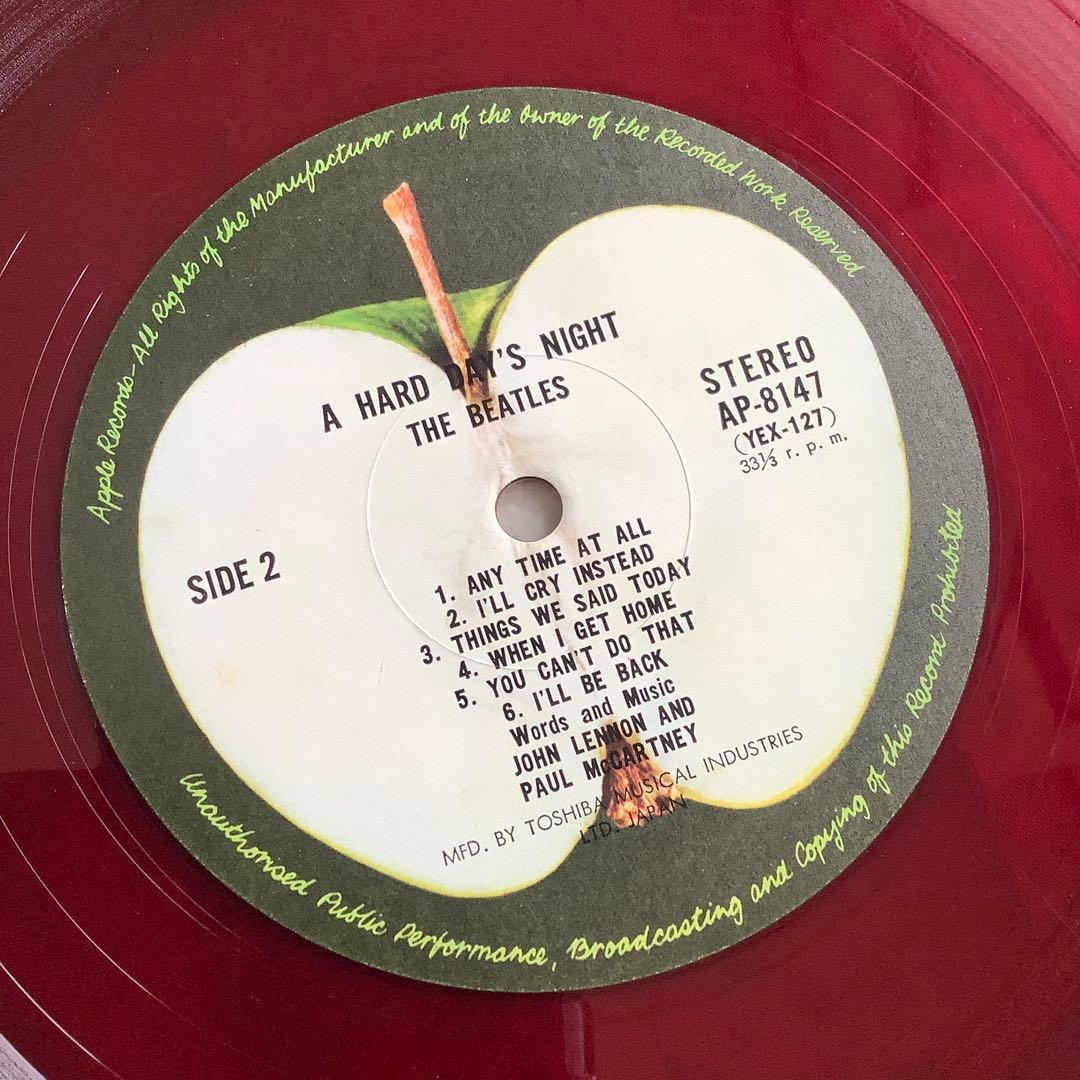 Apple Records-All Rights of the Manufacturer and of the Owner of the Recorded Work Reserved
A HARD DAY'S NIGHT
THE BEATLES
STEREO
AP-8147
(YEX-127)
33⅓ r. p. m.
SIDE 2
1. ANY TIME AT ALL
2. I'LL CRY INSTEAD
3. THINGS WE SAID TODAY
4. WHEN I GET HOME
5. YOU CAN'T DO THAT
6. I'LL BE BACK
Words and Music
JOHN LENNON AND
PAUL McCARTNEY
MFD. BY TOSHIBA MUSICAL INDUSTRIES
LTD. JAPAN
Unauthorised Public Performance, Broadcasting and Copying of this Record Prohibited